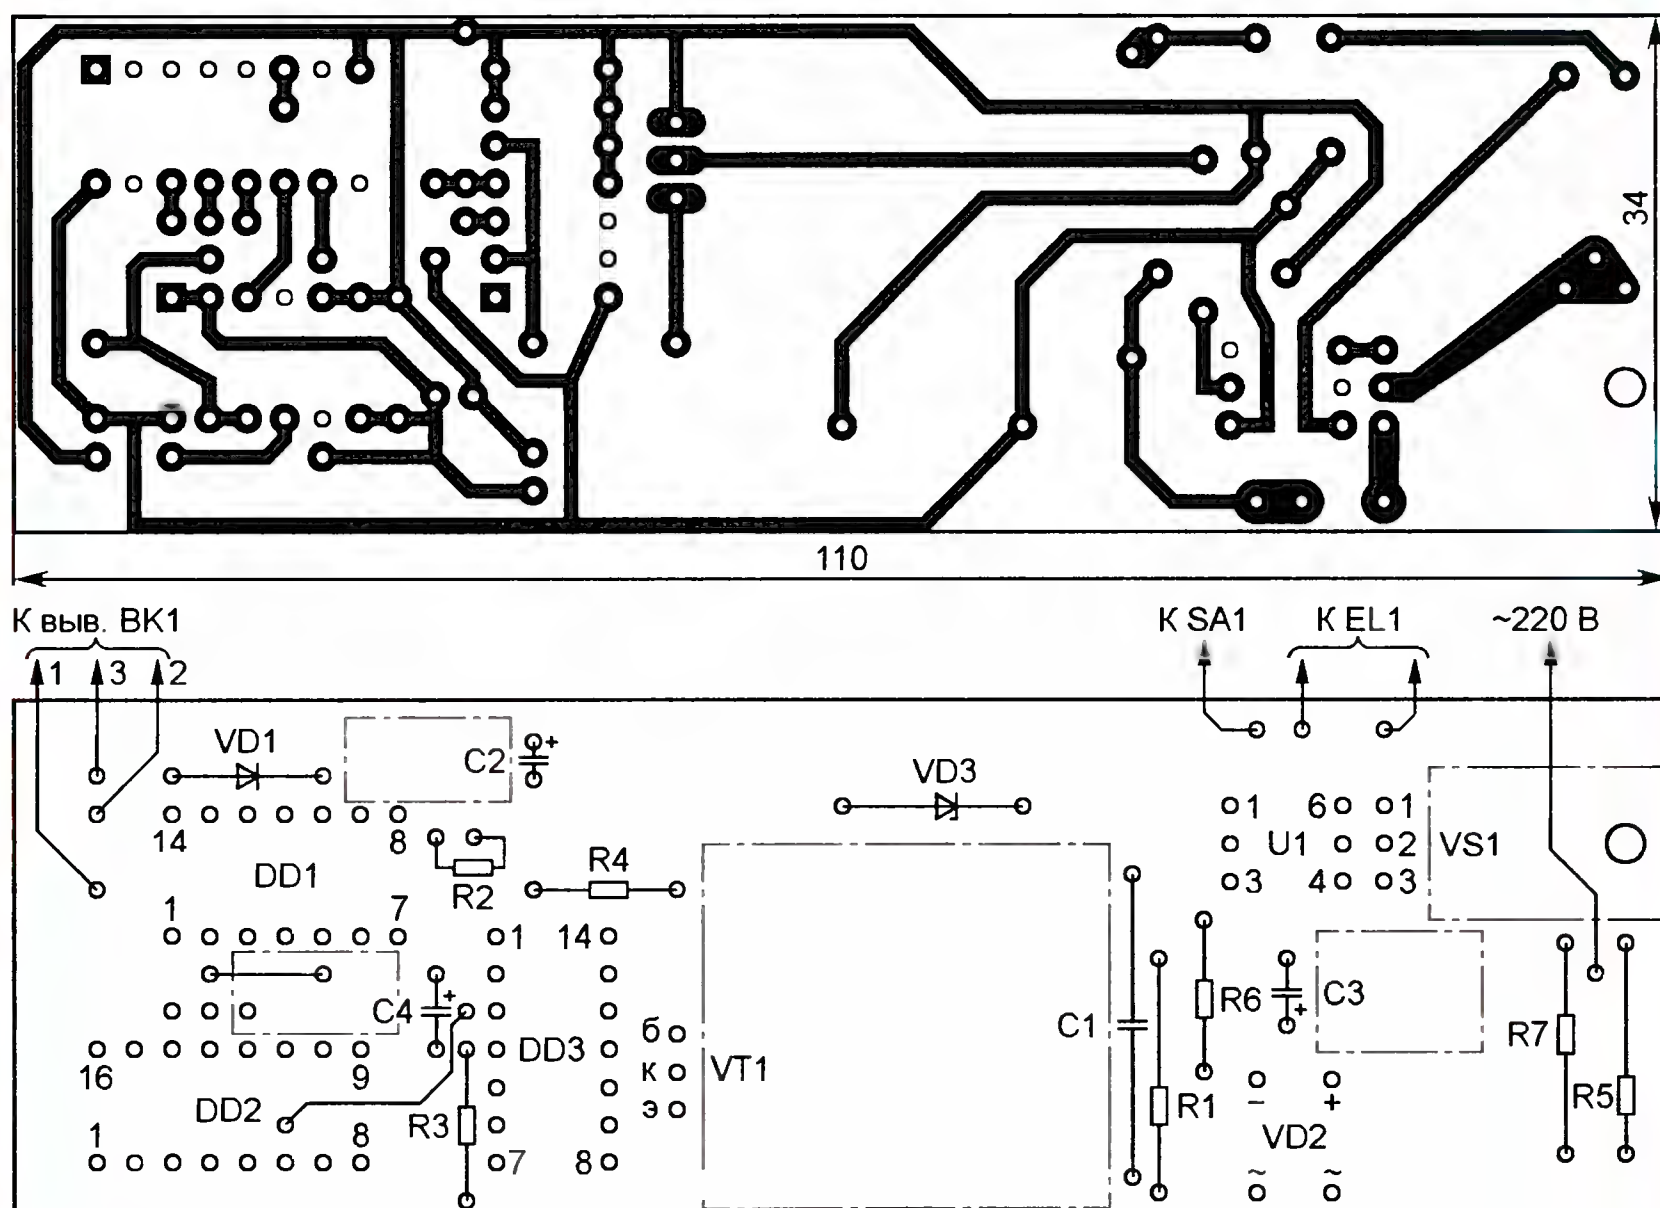 34
110
К выв. ВК1
К SA1
К EL1
~220 В
1 3 2
VD1
C2 +
VD3
14 8
DD1
R2
R4
1 6 1
U1 2 VS1
3 4 3
1 7
1 14
C4 +
DD3
R6
C3 +
C1
R7
б
к VT1
э
16 9
DD2
R3
R1
R5
- +
VD2
1 8
7 8
~ ~